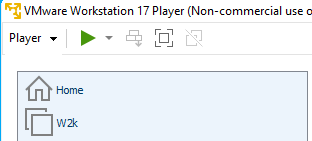 VMware Workstation 17 Player (Non-commercial use o
Player
Home
W2k